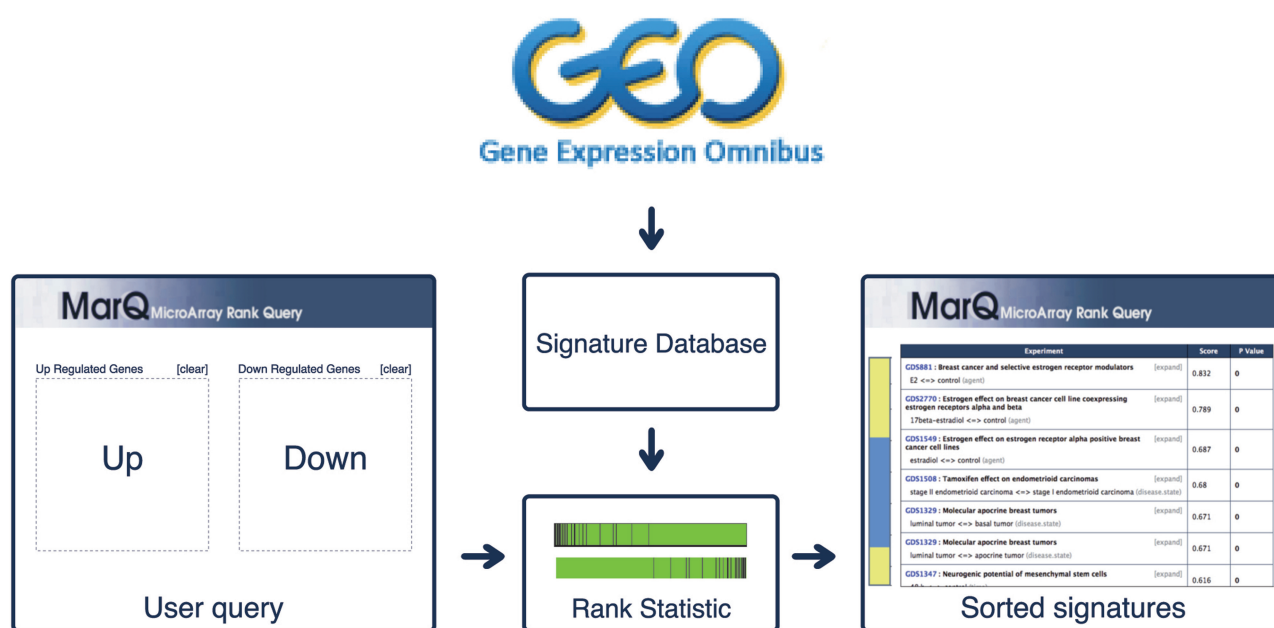 GEO
Gene Expression Omnibus
MarQ MicroArray Rank Query
Up Regulated Genes [clear] Down Regulated Genes [clear]
Up Down
User query
Signature Database
Rank Statistic
MarQ MicroArray Rank Query
Experiment Score P Value
GDS881 : Breast cancer and selective estrogen receptor modulators [expand] 0.832 0
E2 <=> control (agent)
GDS2770 : Estrogen effect on breast cancer cell line coexpressing [expand]
estrogen receptors alpha and beta 0.789 0
17beta-estradiol <=> control (agent)
GDS1549 : Estrogen effect on estrogen receptor alpha positive breast [expand]
cancer cell lines 0.687 0
estradiol <=> control (agent)
GDS1508 : Tamoxifen effect on endometrioid carcinomas [expand] 0.68 0
stage II endometrioid carcinoma <=> stage I endometrioid carcinoma (disease.state)
GDS1329 : Molecular apocrine breast tumors [expand] 0.671 0
luminal tumor <=> basal tumor (disease.state)
GDS1329 : Molecular apocrine breast tumors [expand] 0.671 0
luminal tumor <=> apocrine tumor (disease.state)
GDS1347 : Neurogenic potential of mesenchymal stem cells [expand] 0.616 0
Sorted signatures